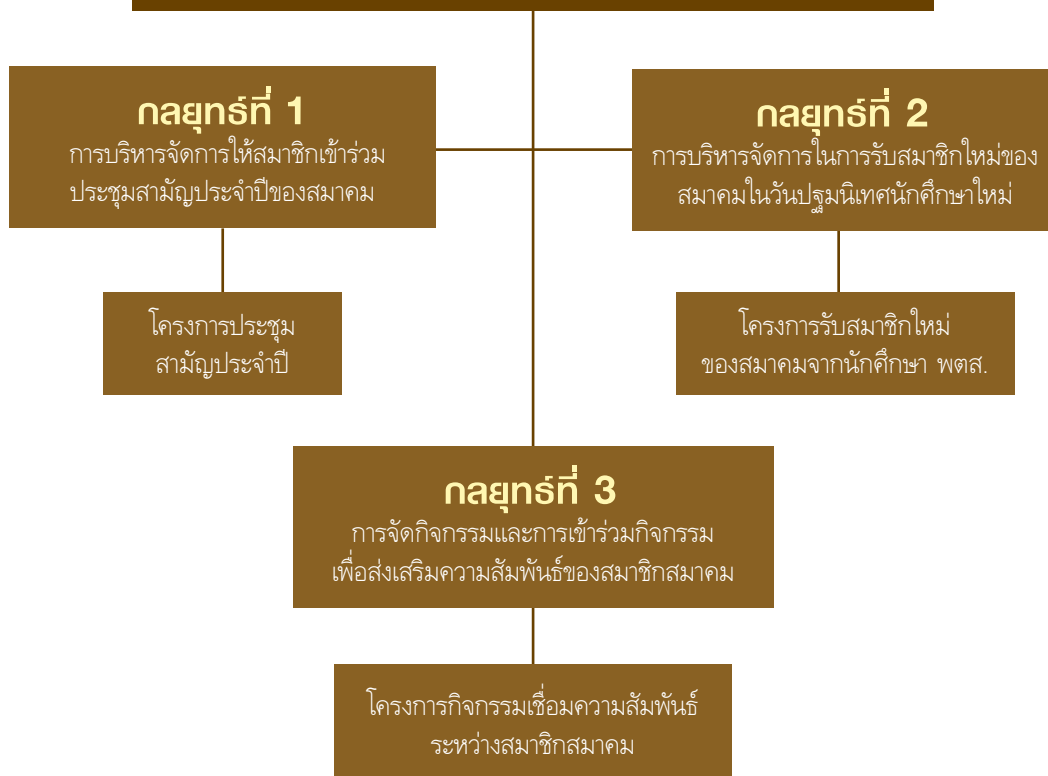 กลยุทธ์ที่ 1
การบริหารจัดการให้สมาชิกเข้าร่วม
ประชุมสามัญประจำปีของสมาคม
กลยุทธ์ที่ 2
การบริหารจัดการในการรับสมาชิกใหม่ของ
สมาคมในวันปฐมนิเทศนักศึกษาใหม่
โครงการประชุม
สามัญประจำปี
โครงการรับสมาชิกใหม่
ของสมาคมจากนักศึกษา พตส.
กลยุทธ์ที่ 3
การจัดกิจกรรมและการเข้าร่วมกิจกรรม
เพื่อส่งเสริมความสัมพันธ์ของสมาชิกสมาคม
โครงการกิจกรรมเชื่อมความสัมพันธ์
ระหว่างสมาชิกสมาคม